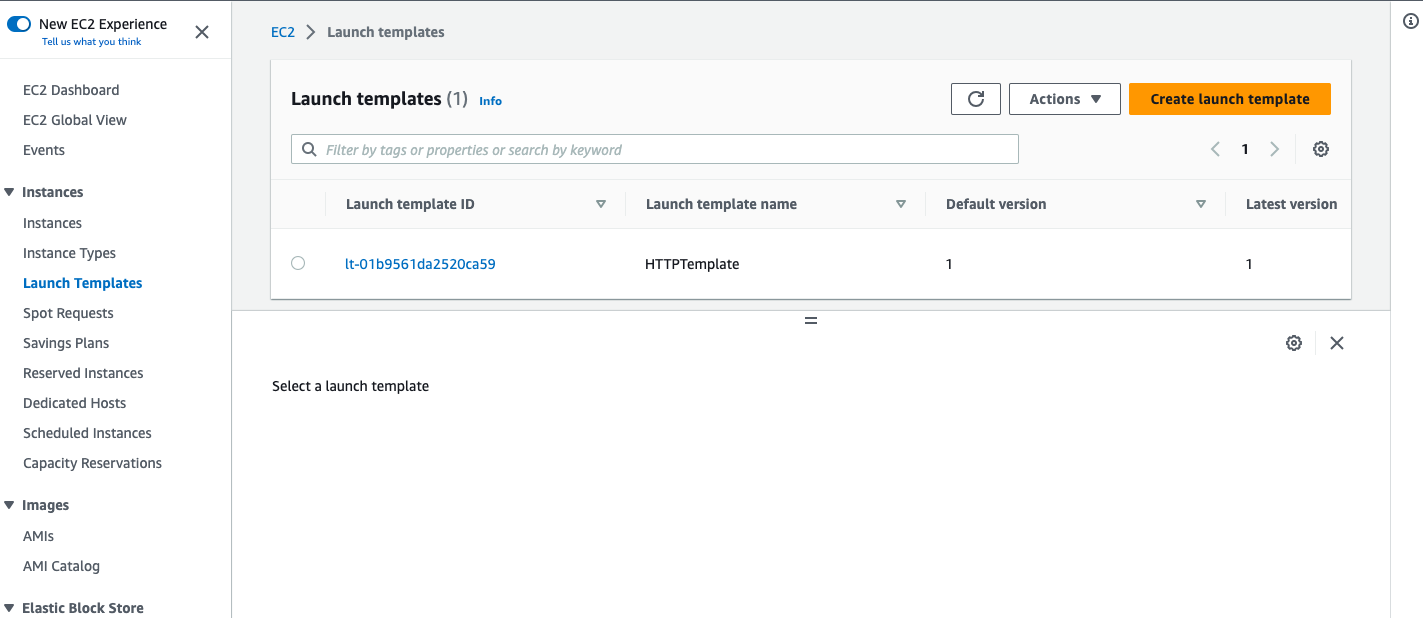 New EC2 Experience
Tell us what you think
EC2 Dashboard
EC2 Global View
Events
Instances
Instances
Instance Types
Launch Templates
Spot Requests
Savings Plans
Reserved Instances
Dedicated Hosts
Scheduled Instances
Capacity Reservations
Images
AMIs
AMI Catalog
Elastic Block Store
EC2 Launch templates
Launch templates (1) Info
Actions
Create launch template
Filter by tags or properties or search by keyword
1
Launch template ID Launch template name Default version Latest version
lt-01b9561da2520ca59 HTTPTemplate 1 1
Select a launch template